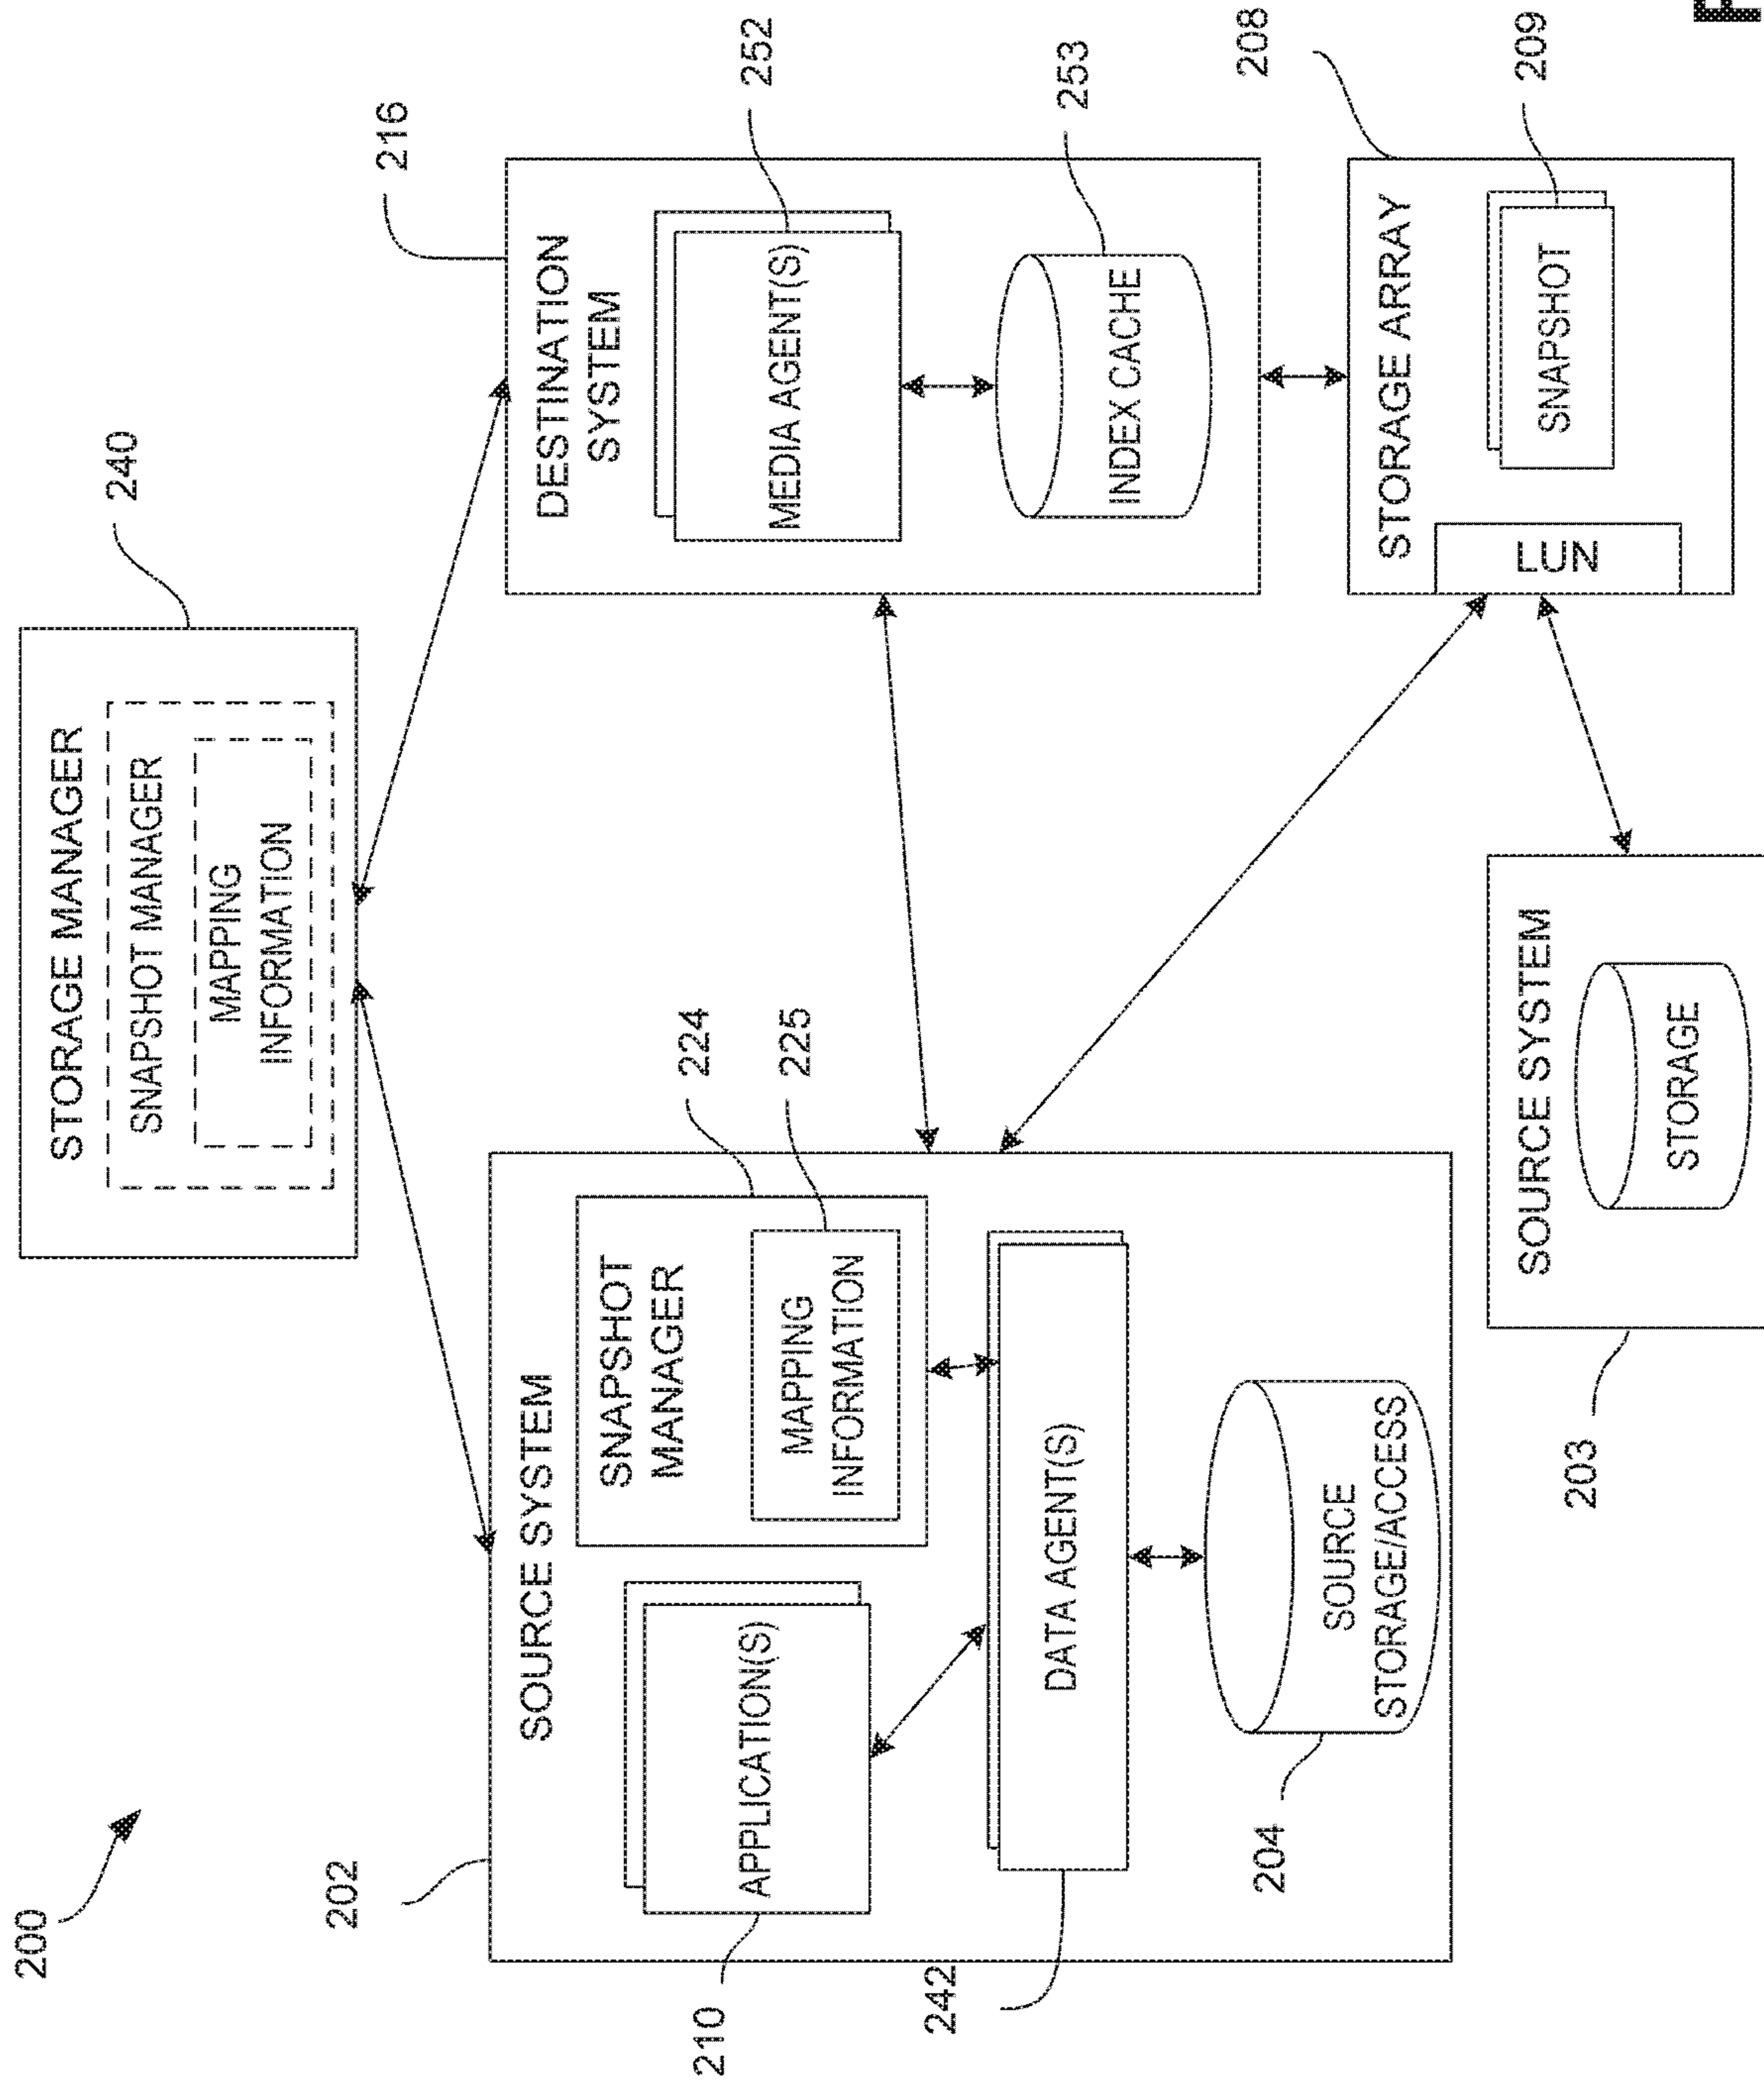 200
STORAGE MANAGER
240
SNAPSHOT MANAGER
MAPPING
INFORMATION
202
SOURCE SYSTEM
210
APPLICATION(S)
SNAPSHOT
MANAGER
224
MAPPING
INFORMATION
225
242
DATA AGENT(S)
204
SOURCE
STORAGE/ACCESS
216
DESTINATION
SYSTEM
252
MEDIA AGENT(S)
253
INDEX CACHE
208
STORAGE ARRAY
LUN
SNAPSHOT
209
203
SOURCE SYSTEM
STORAGE